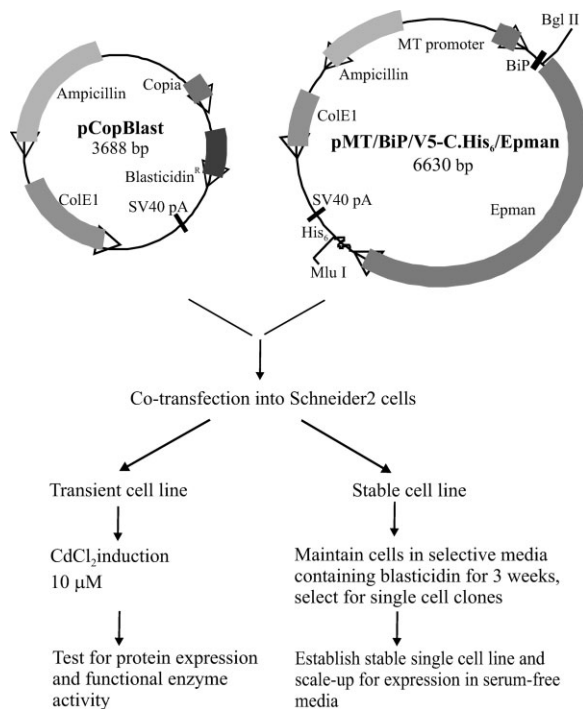 Ampicillin
Copia
pCopBlast
3688 bp
Blasticidin^R
ColE1
SV40 pA
Bgl II
MT promoter
BiP
Ampicillin
ColE1
pMT/BiP/V5-C.His₆/Epman
6630 bp
Epman
SV40 pA
His₆
Mlu I
Co-transfection into Schneider2 cells
Transient cell line
CdCl₂induction
10 µM
Test for protein expression
and functional enzyme
activity
Stable cell line
Maintain cells in selective media
containing blasticidin for 3 weeks,
select for single cell clones
Establish stable single cell line and
scale-up for expression in serum-free
media